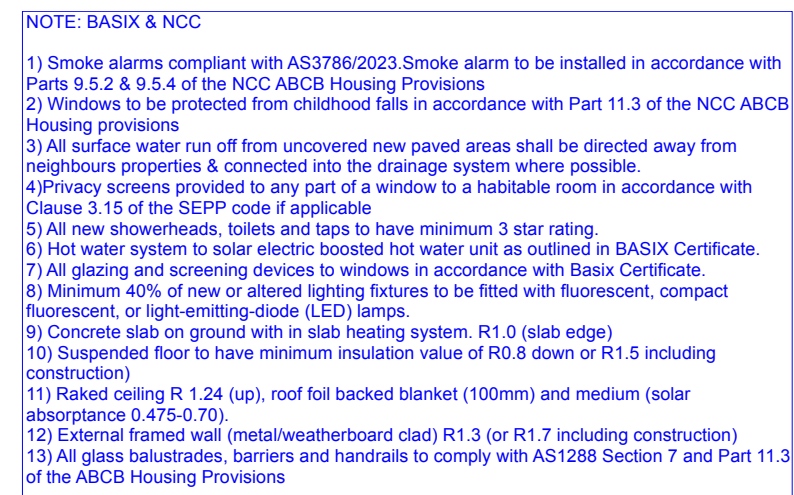 NOTE: BASIX & NCC
1) Smoke alarms compliant with AS3786/2023.Smoke alarm to be installed in accordance with
Parts 9.5.2 & 9.5.4 of the NCC ABCB Housing Provisions
2) Windows to be protected from childhood falls in accordance with Part 11.3 of the NCC ABCB
Housing provisions
3) All surface water run off from uncovered new paved areas shall be directed away from
neighbours properties & connected into the drainage system where possible.
4)Privacy screens provided to any part of a window to a habitable room in accordance with
Clause 3.15 of the SEPP code if applicable
5) All new showerheads, toilets and taps to have minimum 3 star rating.
6) Hot water system to solar electric boosted hot water unit as outlined in BASIX Certificate.
7) All glazing and screening devices to windows in accordance with Basix Certificate.
8) Minimum 40% of new or altered lighting fixtures to be fitted with fluorescent, compact
fluorescent, or light-emitting-diode (LED) lamps.
9) Concrete slab on ground with in slab heating system. R1.0 (slab edge)
10) Suspended floor to have minimum insulation value of R0.8 down or R1.5 including
construction)
11) Raked ceiling R 1.24 (up), roof foil backed blanket (100mm) and medium (solar
absorptance 0.475-0.70).
12) External framed wall (metal/weatherboard clad) R1.3 (or R1.7 including construction)
13) All glass balustrades, barriers and handrails to comply with AS1288 Section 7 and Part 11.3
of the ABCB Housing Provisions